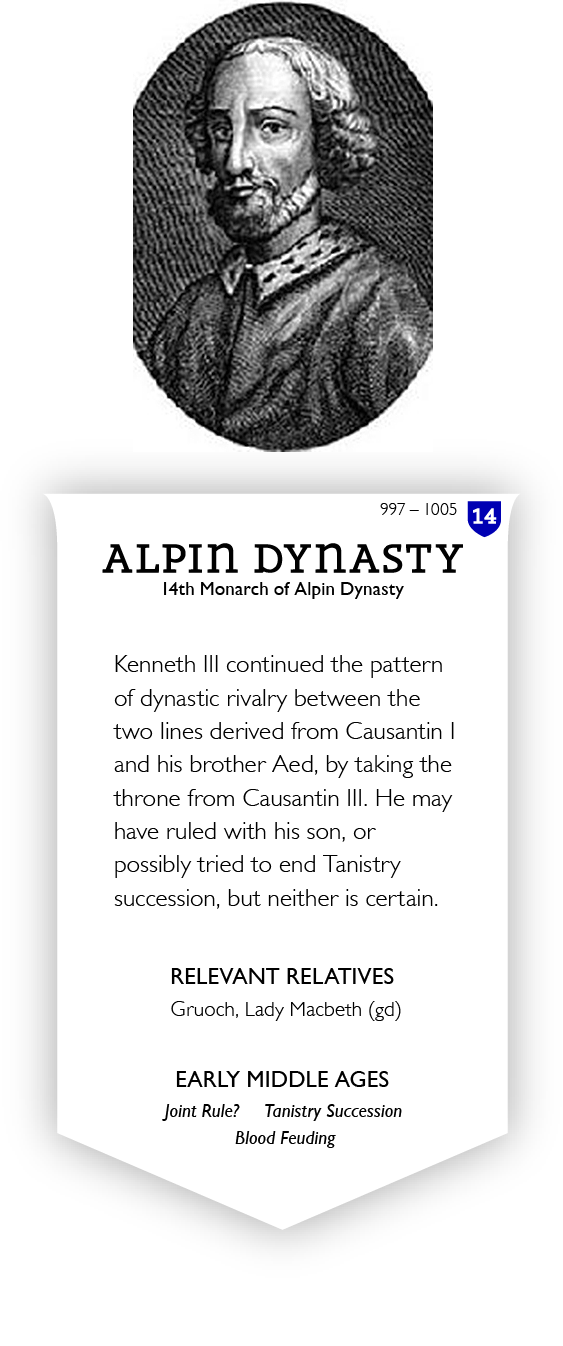 997 – 1005 14
ALPIN DYNASTY
14th Monarch of Alpin Dynasty
Kenneth III continued the pattern
of dynastic rivalry between the
two lines derived from Causantin I
and his brother Aed, by taking the
throne from Causantin III. He may
have ruled with his son, or
possibly tried to end Tanistry
succession, but neither is certain.
RELEVANT RELATIVES
Gruoch, Lady Macbeth (gd)
EARLY MIDDLE AGES
Joint Rule? Tanistry Succession
Blood Feuding